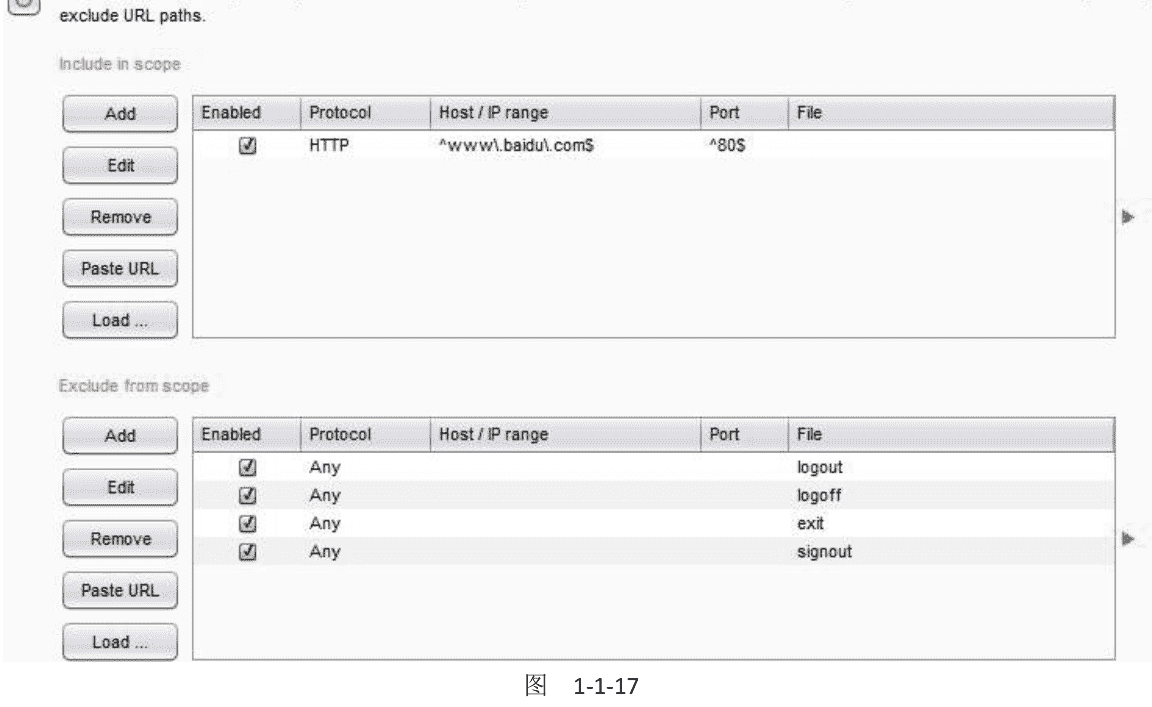 exclude URL paths.
Include in scope
Add
Edit
Remove
Paste URL
Load ...
Enabled Protocol Host / IP range Port File
HTTP ^www\.baidu\.com$ ^80$
Exclude from scope
Add
Edit
Remove
Paste URL
Load ...
Enabled Protocol Host / IP range Port File
Any logout
Any logoff
Any exit
Any signout
图 1-1-17